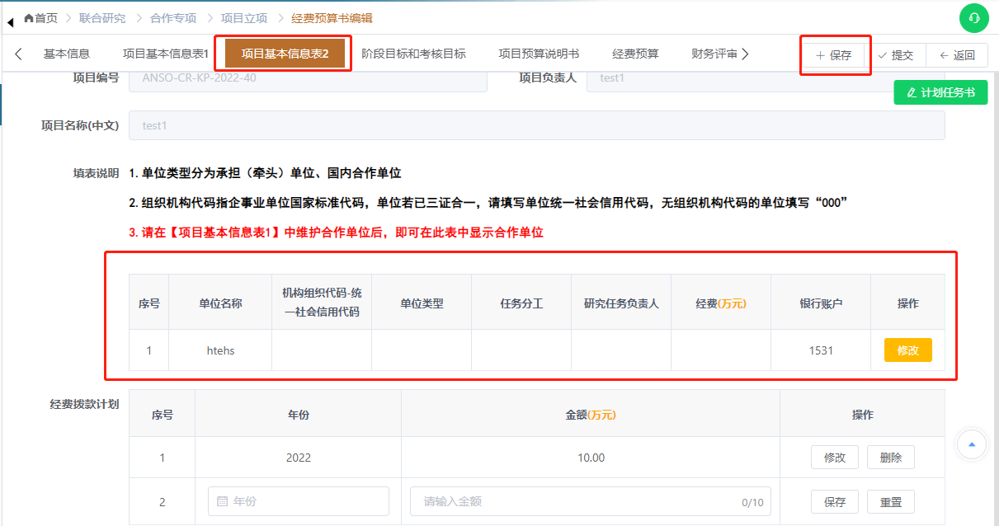 首页 联合研究 合作专项 项目立项 经费预算书编辑
基本信息 项目基本信息表1 项目基本信息表2 阶段目标和考核目标 项目预算说明书 经费预算 财务评审 保存 提交 返回
项目编号 ANSO-CR-KP-2022-40 项目负责人 test1
计划任务书
项目名称(中文) test1
填表说明 1. 单位类型分为承担（牵头）单位、国内合作单位
2. 组织机构代码指企事业单位国家标准代码，单位若已三证合一，请填写单位统一社会信用代码，无组织机构代码的单位填写“000”
3. 请在【项目基本信息表1】中维护合作单位后，即可在此表中显示合作单位
序号 单位名称 机构组织代码-统 单位类型 任务分工 研究任务负责人 经费(万元) 银行账户 操作
一社会信用代码
1 htehs 1531 修改
经费拨款计划 序号 年份 金额(万元) 操作
1 2022 10.00 修改 删除
2 年份 请输入金额 0/10 保存 重置